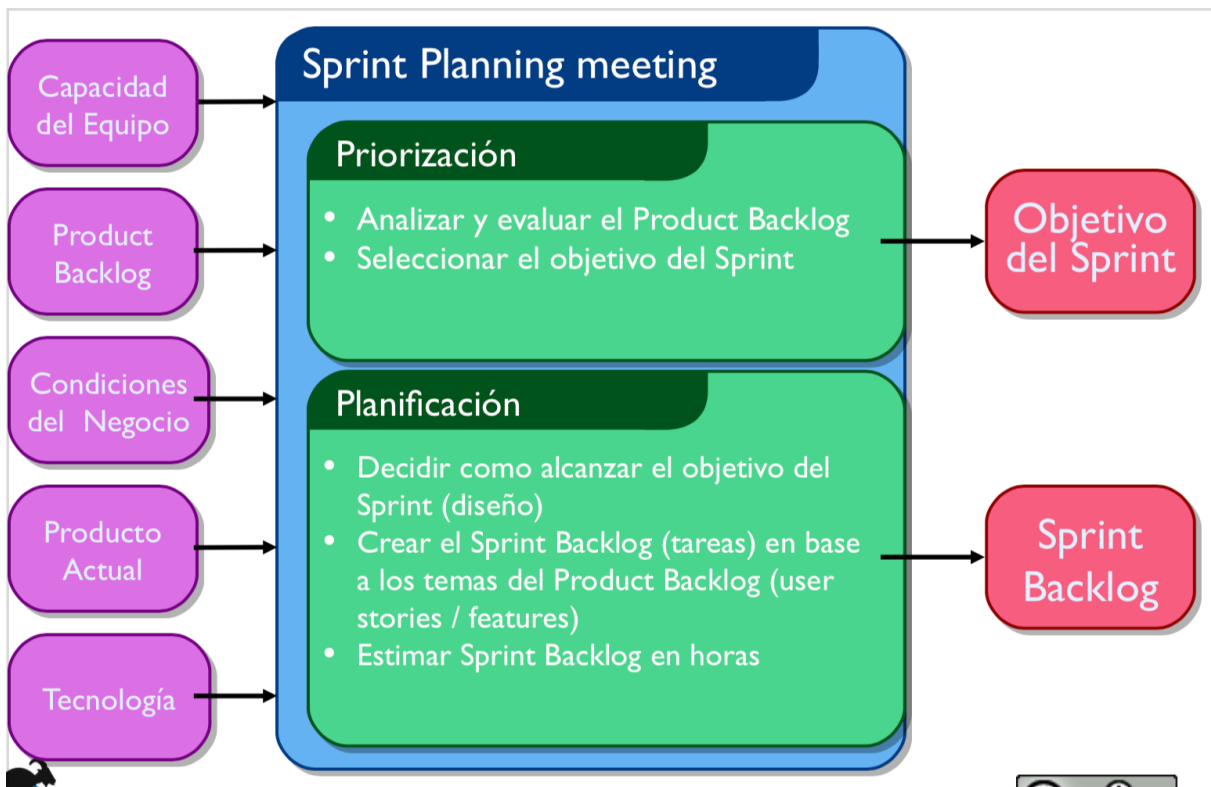 Sprint Planning meeting
Capacidad
del Equipo
Product
Backlog
Condiciones
del Negocio
Producto
Actual
Tecnología
Priorización
• Analizar y evaluar el Product Backlog
• Seleccionar el objetivo del Sprint
Planificación
• Decidir como alcanzar el objetivo del
Sprint (diseño)
• Crear el Sprint Backlog (tareas) en base
a los temas del Product Backlog (user
stories / features)
• Estimar Sprint Backlog en horas
Objetivo
del Sprint
Sprint
Backlog